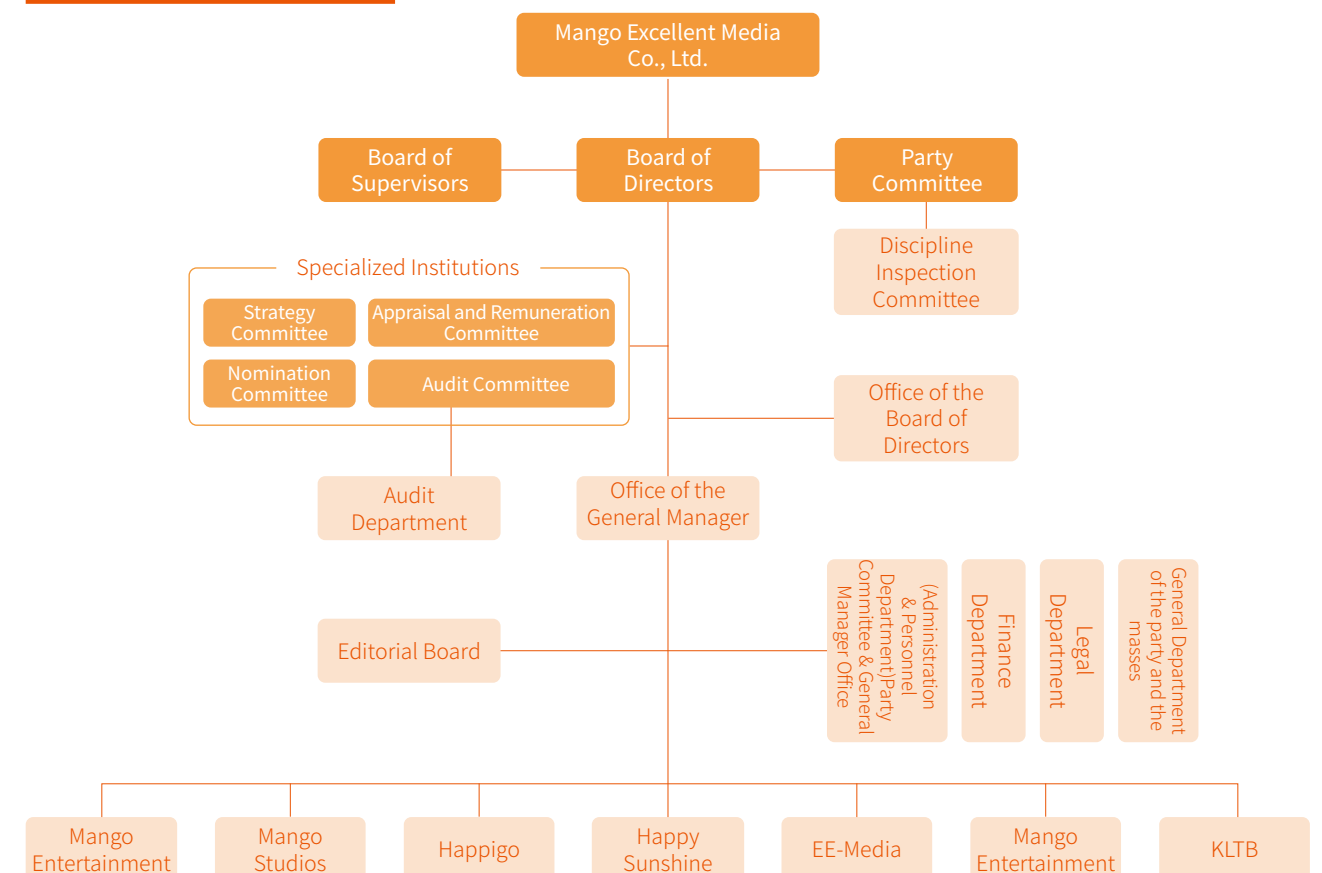 Mango Excellent Media
Co., Ltd.
Board of
Supervisors
Board of
Directors
Party
Committee
Discipline
Inspection
Committee
Specialized Institutions
Strategy
Committee
Appraisal and Remuneration
Committee
Nomination
Committee
Audit Committee
Office of the
Board of
Directors
Audit
Department
Office of the
General Manager
Editorial Board
(Administration
& Personnel
Department)Party
Committee & General
Manager Office
Finance
Department
Legal
Department
General Department
of the party and the
masses
Mango
Entertainment
Mango
Studios
Happigo
Happy
Sunshine
EE-Media
Mango
Entertainment
KLTB